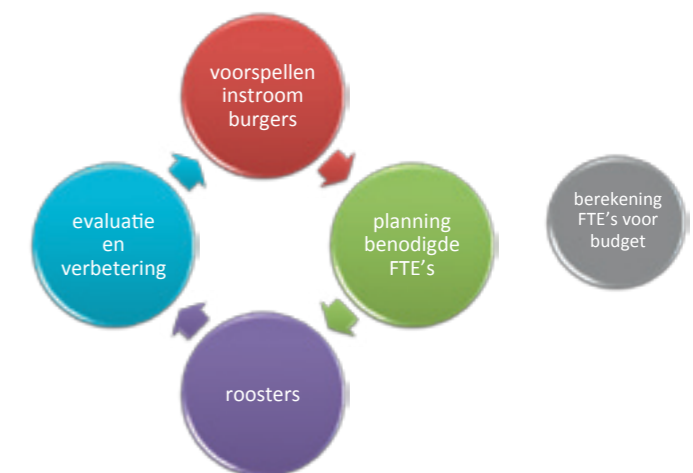 voorspellen
instroom
burgers
planning
benodigde
FTE's
roosters
evaluatie
en
verbetering
berekening
FTE's voor
budget